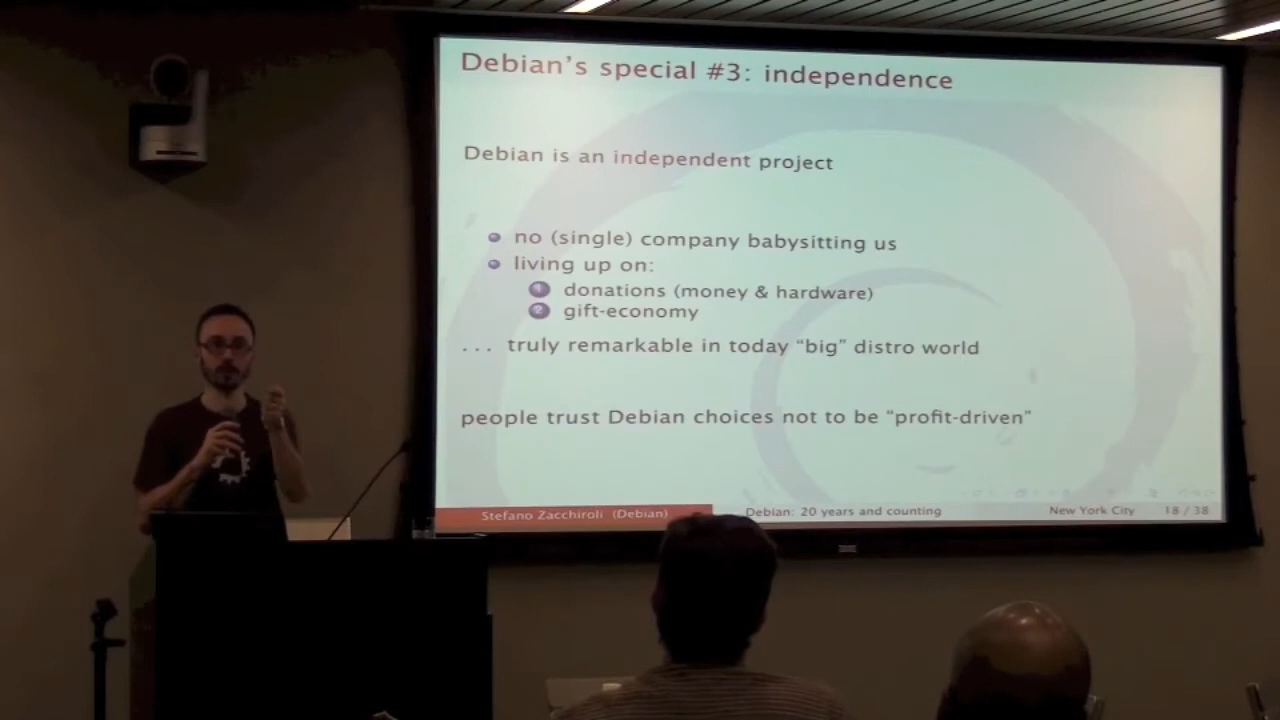 Debian's special #3: independence
Debian is an independent project
no (single) company babysitting us
living up on:
1 donations (money & hardware)
2 gift-economy
... truly remarkable in today “big” distro world
people trust Debian choices not to be “profit-driven”
Stefano Zacchiroli (Debian) Debian: 20 years and counting New York City 18 / 38